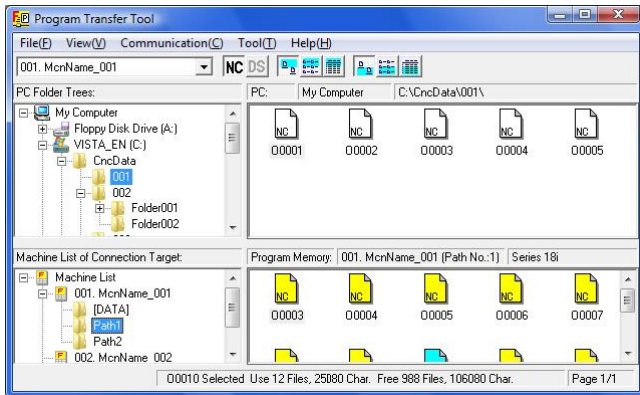 Program Transfer Tool
File(F) View(V) Communication(C) Tool(T) Help(H)
001. McnName_001 NC DS
PC Folder Trees:
My Computer
Floppy Disk Drive (A:)
VISTA_EN (C:)
CncData
001
002
Folder001
Folder002
PC: My Computer C:\CncData\001\
NC NC NC NC NC
O0001 O0002 O0003 O0004 O0005
Machine List of Connection Target:
Machine List
001. McnName_001
[DATA]
Path1
Path2
002. McnName_002
Program Memory: 001. McnName_001 (Path No.:1) Series 18i
NC NC NC NC NC
O0003 O0004 O0005 O0006 O0007
O0010 Selected Use 12 Files, 25080 Char. Free 988 Files, 106080 Char. Page 1/1